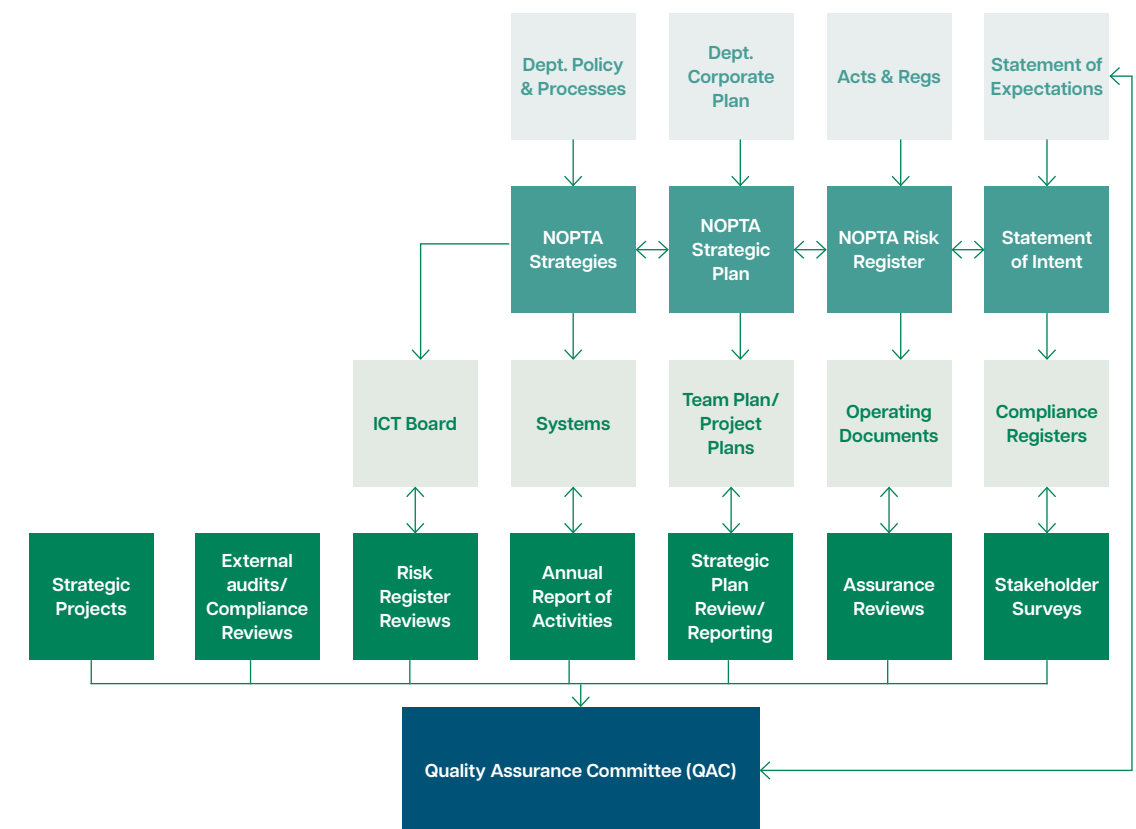 Dept. Policy
& Processes
Dept.
Corporate
Plan
Acts & Regs
Statement of
Expectations
NOPTA
Strategies
NOPTA
Strategic
Plan
NOPTA Risk
Register
Statement
of Intent
ICT Board
Systems
Team Plan/
Project
Plans
Operating
Documents
Compliance
Registers
Strategic
Projects
External
audits/
Compliance
Reviews
Risk
Register
Reviews
Annual
Report of
Activities
Strategic
Plan
Review/
Reporting
Assurance
Reviews
Stakeholder
Surveys
Quality Assurance Committee (QAC)